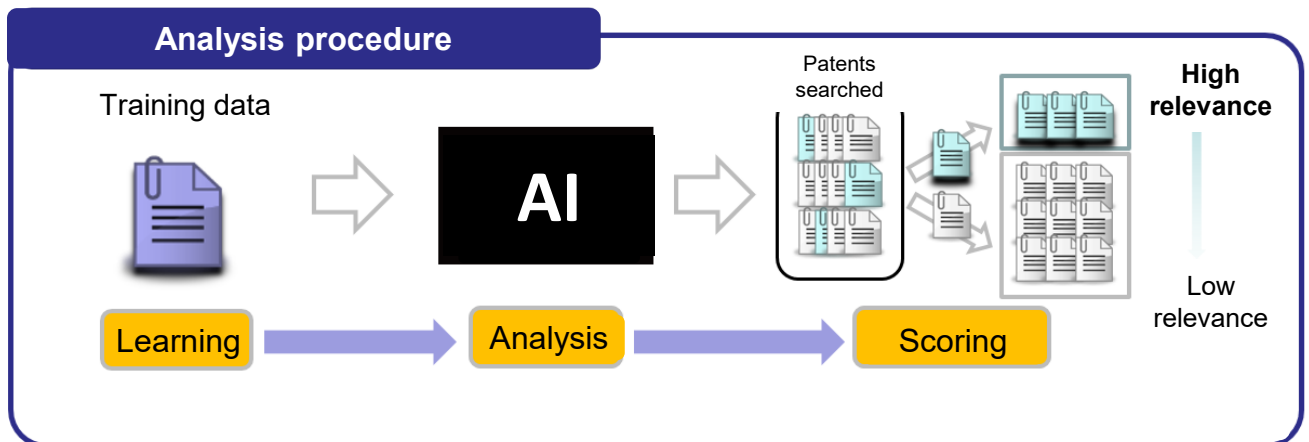 Analysis procedure
Training data
AI
Patents
searched
High
relevance
Low
relevance
Learning
Analysis
Scoring